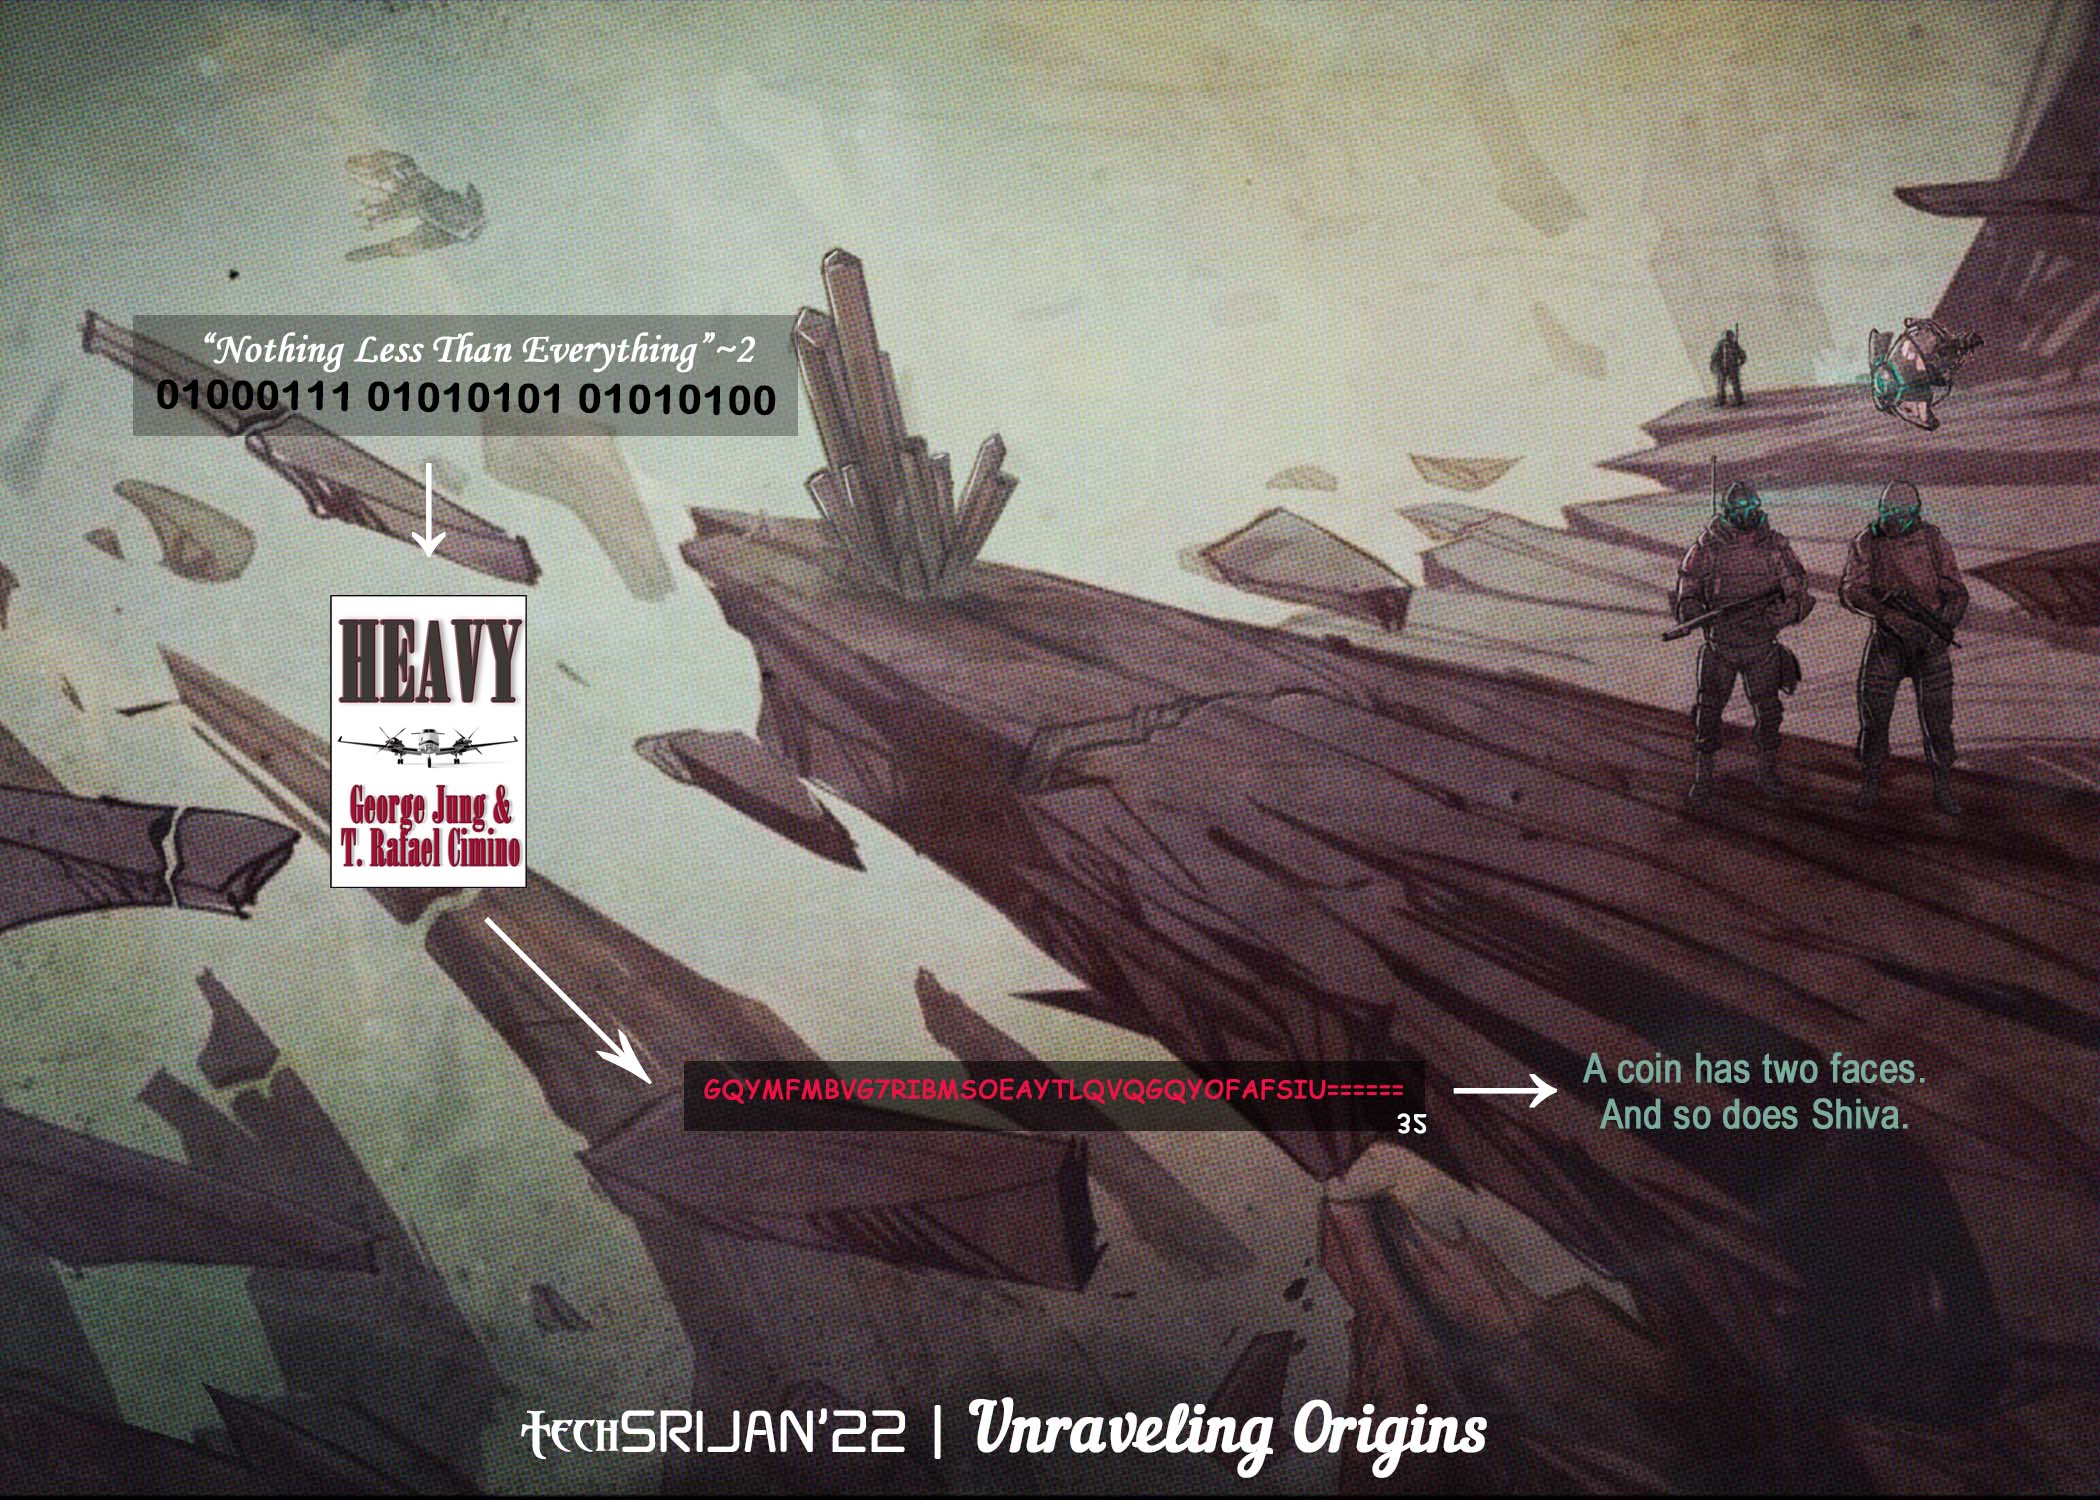 “Nothing Less Than Everything”~2
01000111 01010101 01010100
HEAVY
George Jung &
T. Rafael Cimino
GQYMFMBVG7RIBMSOEAYTLQVQGQYOFAFSIU======
32
A coin has two faces.
And so does Shiva.
TECHSRIJAN’22 | Unraveling Origins